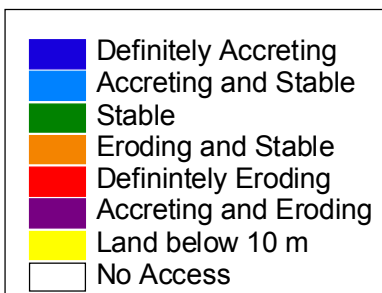 Definitely Accreting
Accreting and Stable
Stable
Eroding and Stable
Definintely Eroding
Accreting and Eroding
Land below 10 m
No Access